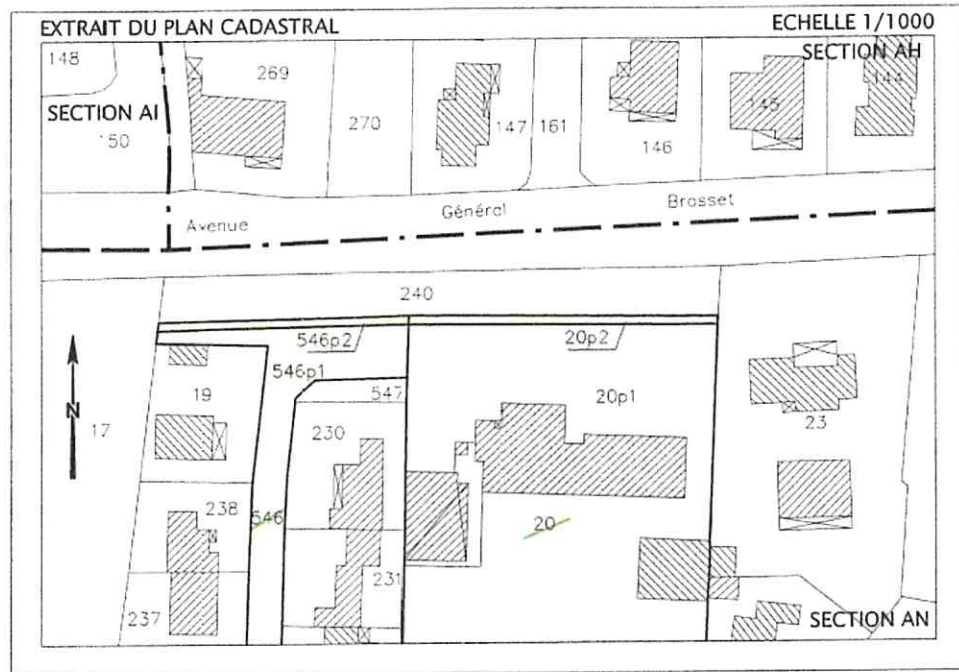 EXTRAIT DU PLAN CADASTRAL
ECHELLE 1/1000
SECTION AH
148
269
144
SECTION AI
145
150
270
147
161
146
Avenue Général Brosset
240
546p2
20p2
546p1
547
20p1
19
N
17
230
23
238
546
20
231
237
SECTION AN